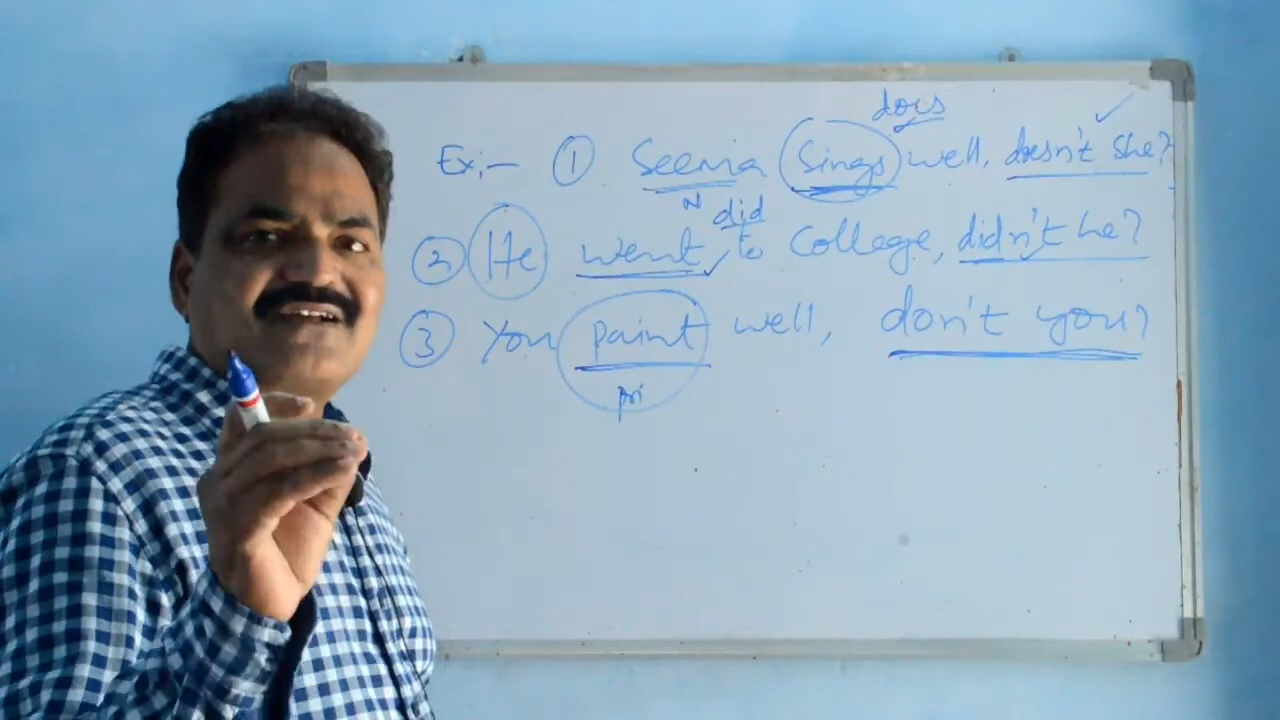 does
Ex:- ① Seema sings well, doesn't she?
N did
② He went to College, didn't he?
③ You paint well, don't you?
pri